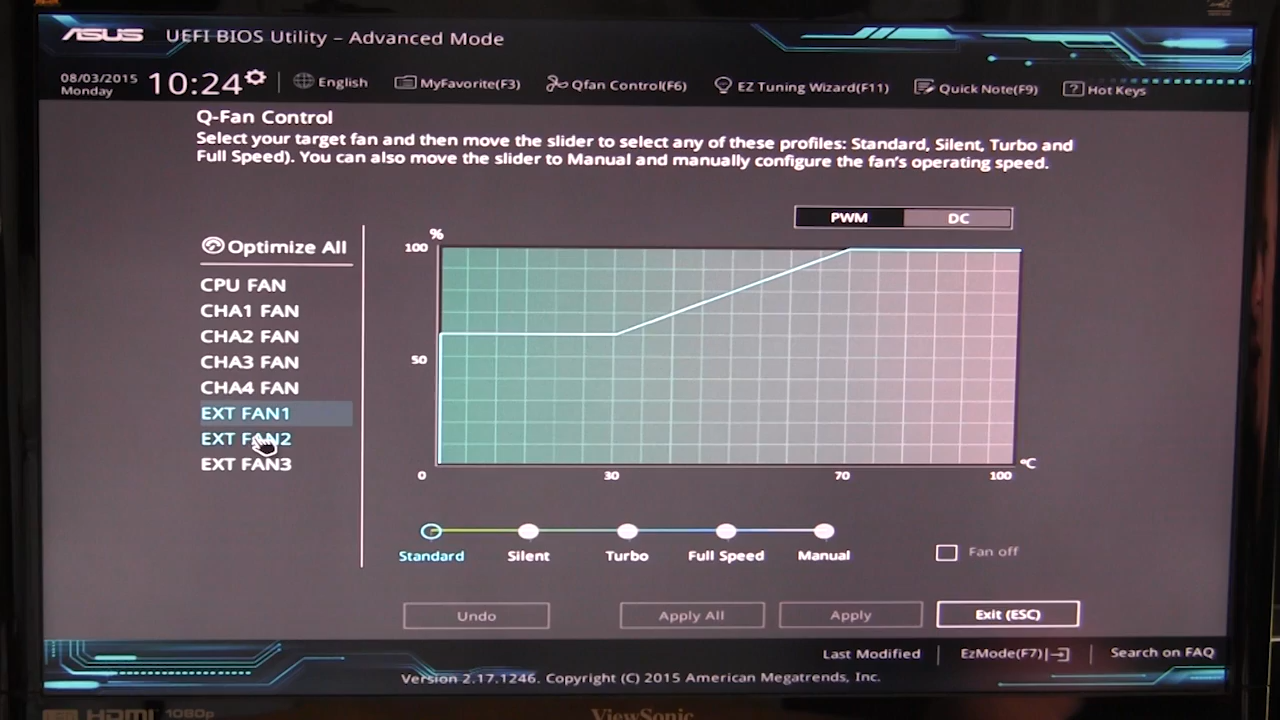 ASUS UEFI BIOS Utility – Advanced Mode
08/03/2015
Monday
10:24
English
MyFavorite(F3)
Qfan Control(F6)
EZ Tuning Wizard(F11)
Quick Note(F9)
? Hot Keys
Q-Fan Control
Select your target fan and then move the slider to select any of these profiles: Standard, Silent, Turbo and
Full Speed). You can also move the slider to Manual and manually configure the fan's operating speed.
PWM DC
Optimize All
CPU FAN
CHA1 FAN
CHA2 FAN
CHA3 FAN
CHA4 FAN
EXT FAN1
EXT FAN2
EXT FAN3
%
100
50
0 30 70 100 °C
Standard Silent Turbo Full Speed Manual
Fan off
Undo Apply All Apply Exit (ESC)
Last Modified EzMode(F7) Search on FAQ
Version 2.17.1246. Copyright (C) 2015 American Megatrends, Inc.
HDMI 1080p
ViewSonic